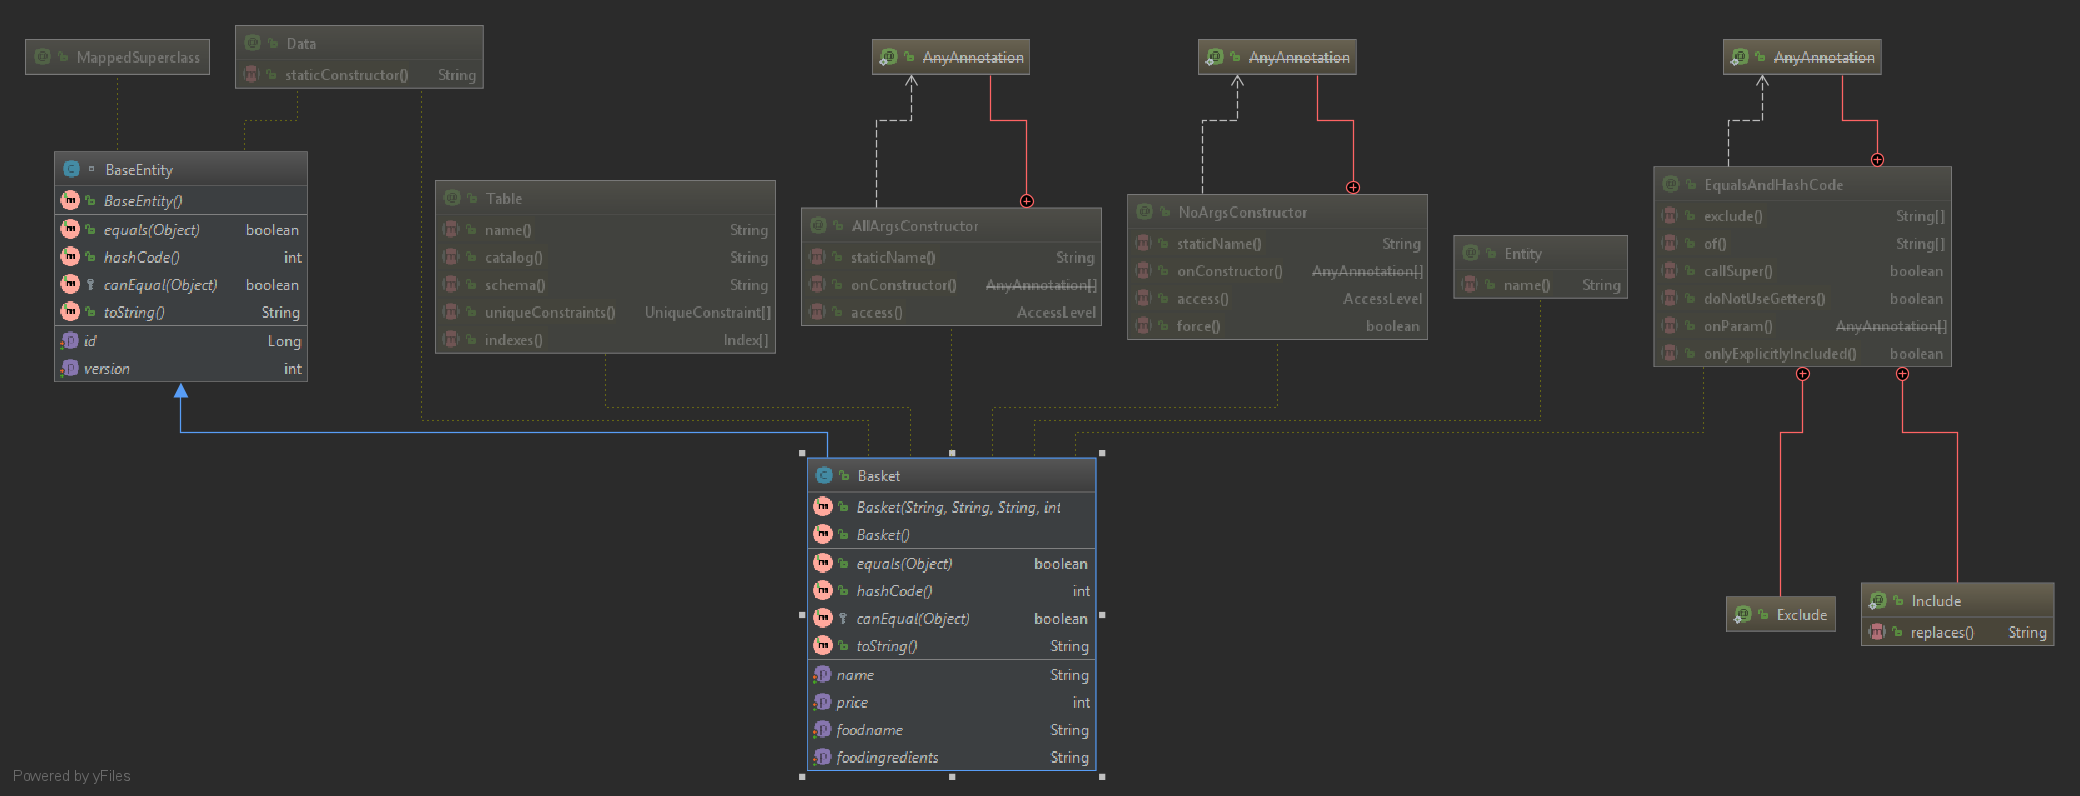 MappedSuperclass
Data
staticConstructor() String
BaseEntity
BaseEntity()
equals(Object) boolean
hashCode() int
canEqual(Object) boolean
toString() String
id Long
version int
Table
name() String
catalog() String
schema() String
uniqueConstraints() UniqueConstraint[]
indexes() Index[]
AnyAnnotation
AllArgsConstructor
staticName() String
onConstructor() AnyAnnotation[]
access() AccessLevel
AnyAnnotation
NoArgsConstructor
staticName() String
onConstructor() AnyAnnotation[]
access() AccessLevel
force() boolean
Entity
name() String
AnyAnnotation
EqualsAndHashCode
exclude() String[]
of() String[]
callSuper() boolean
doNotUseGetters() boolean
onParam() AnyAnnotation[]
onlyExplicitlyIncluded() boolean
Basket
Basket(String, String, String, int
Basket()
equals(Object) boolean
hashCode() int
canEqual(Object) boolean
toString() String
name String
price int
foodname String
foodingredients String
Exclude
Include
replaces() String
Powered by yFiles